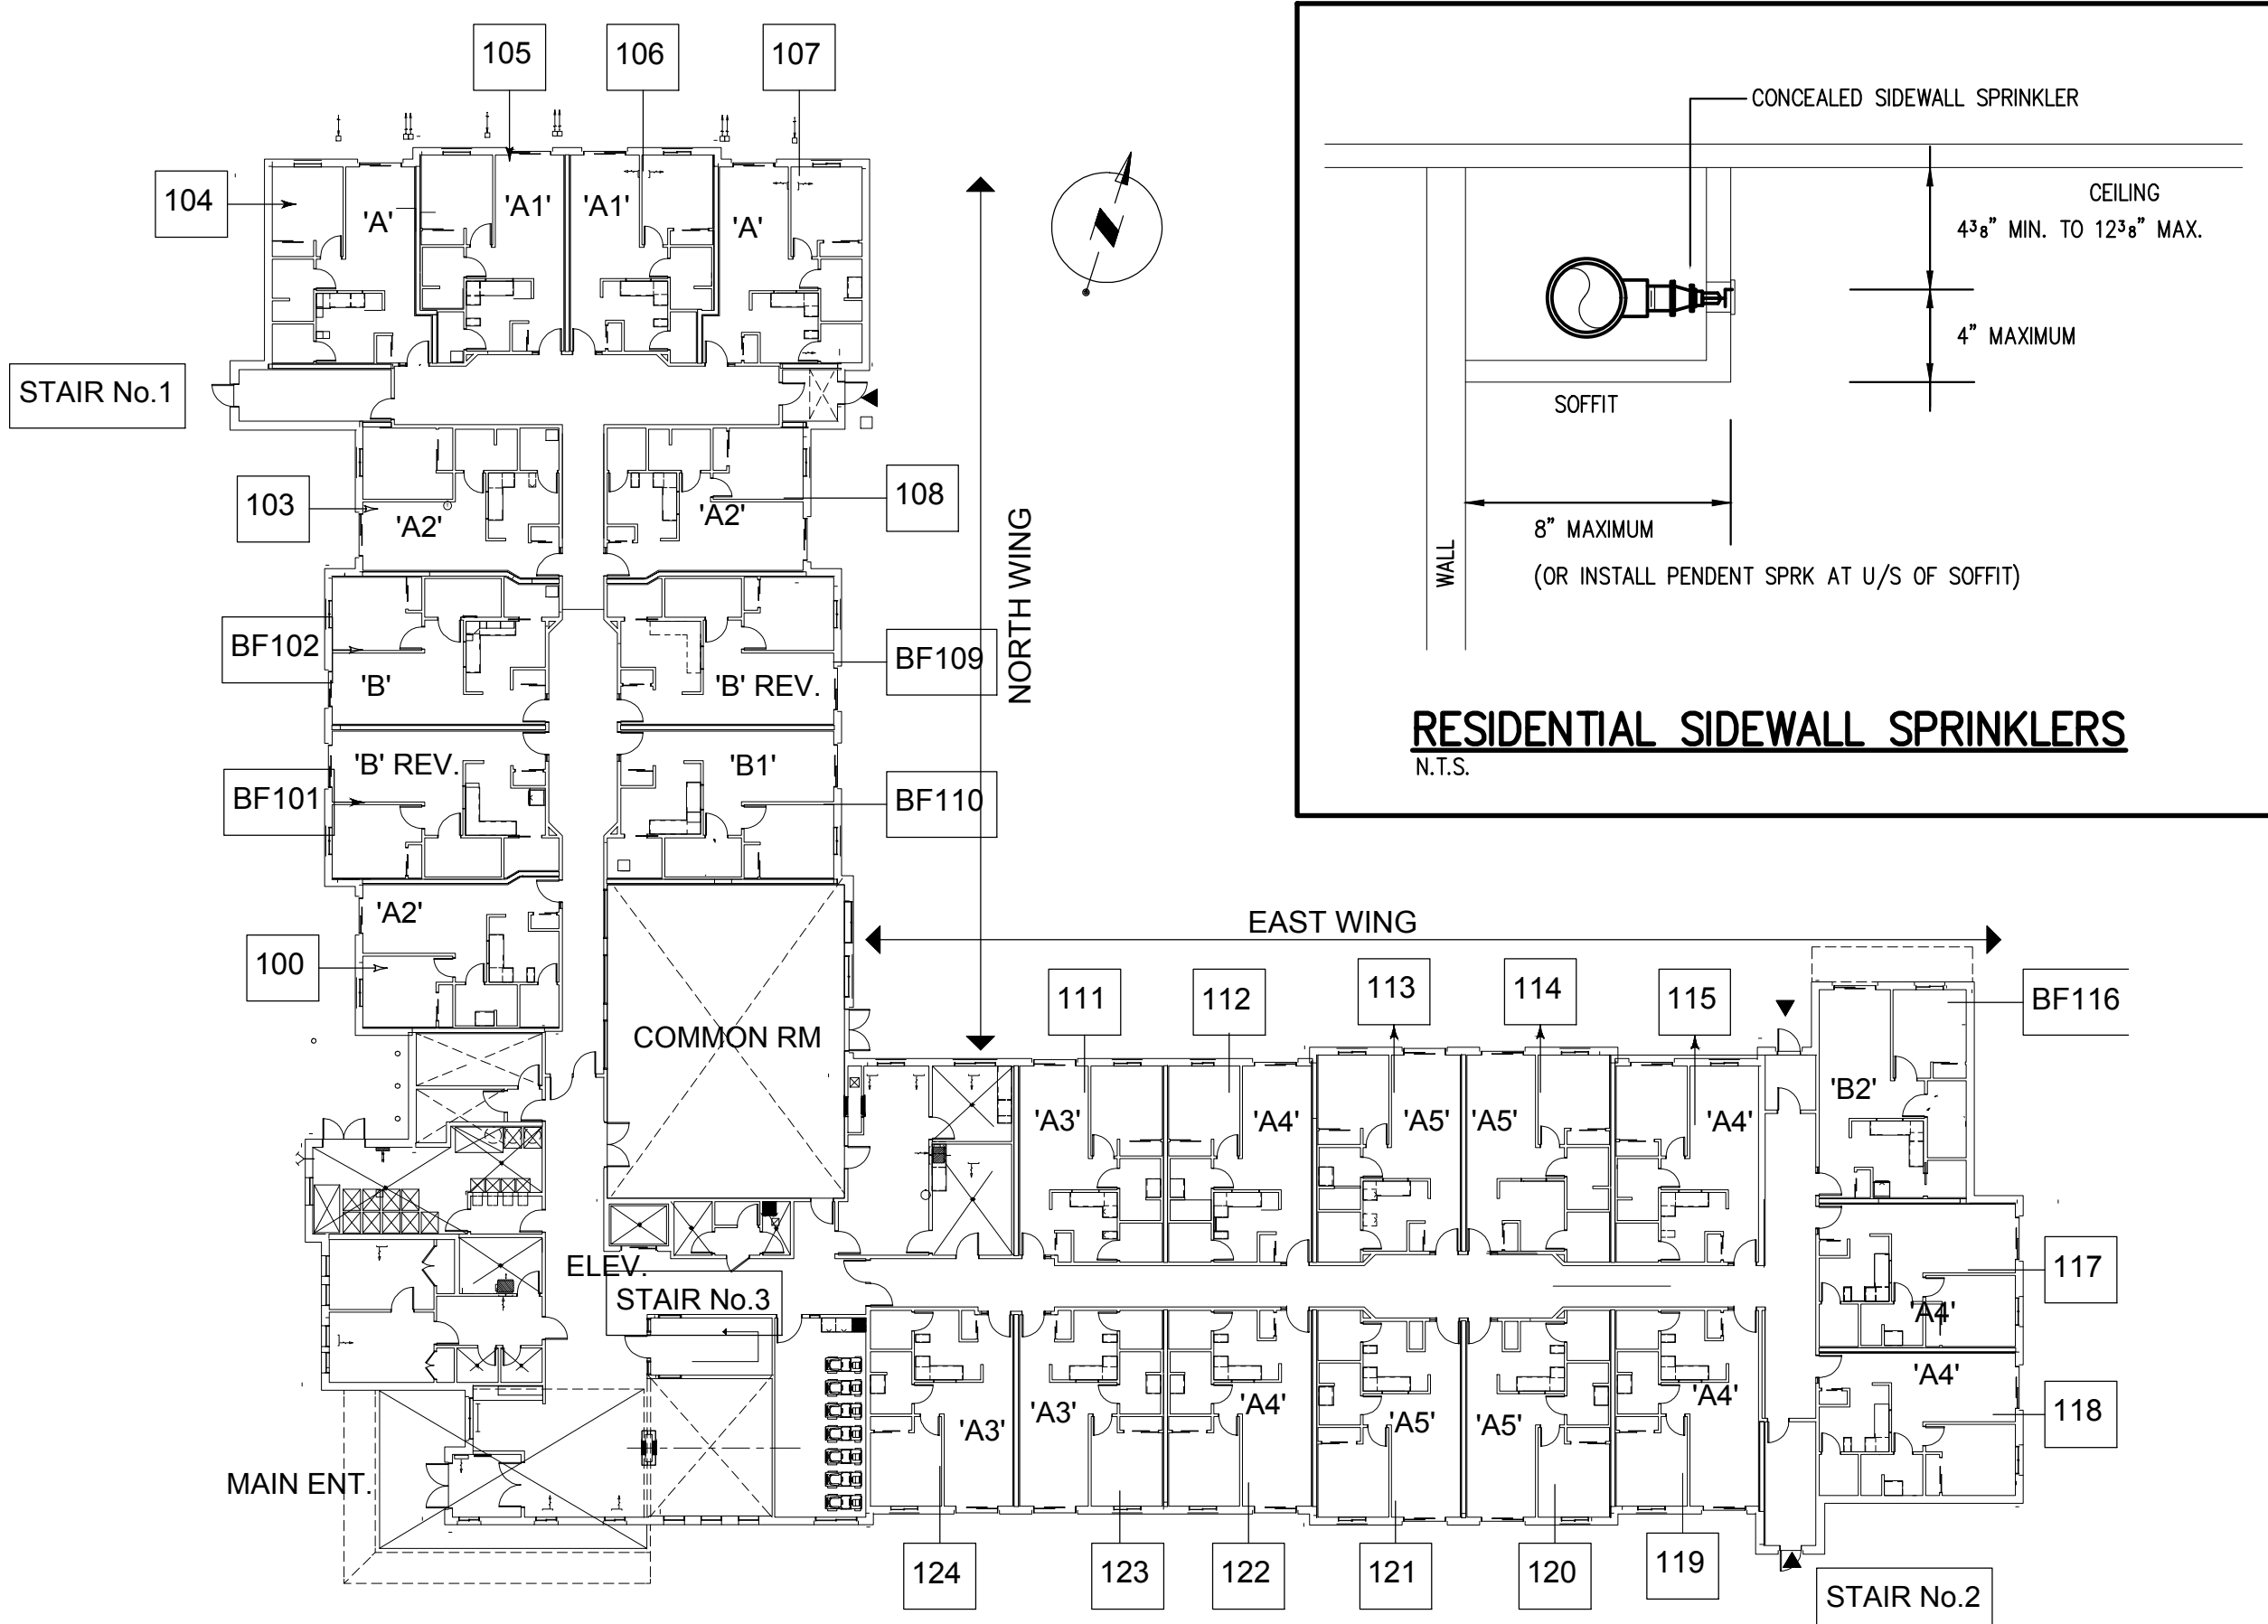 105
106
107
104
'A'
'A1'
'A1'
'A'
STAIR No.1
103
'A2'
'A2'
108
NORTH WING
BF102
'B'
'B' REV.
BF109
BF101
'B' REV.
'B1'
BF110
'A2'
100
COMMON RM
EAST WING
111
112
113
114
115
BF116
'A3'
'A4'
'A5'
'A5'
'A4'
'B2'
ELEV.
STAIR No.3
117
'A4'
'A4'
118
'A3'
'A3'
'A4'
'A5'
'A5'
'A4'
MAIN ENT.
124
123
122
121
120
119
STAIR No.2
CONCEALED SIDEWALL SPRINKLER
CEILING
4³8" MIN. TO 12³8" MAX.
4" MAXIMUM
SOFFIT
8" MAXIMUM
(OR INSTALL PENDENT SPRK AT U/S OF SOFFIT)
WALL
RESIDENTIAL SIDEWALL SPRINKLERS
N.T.S.